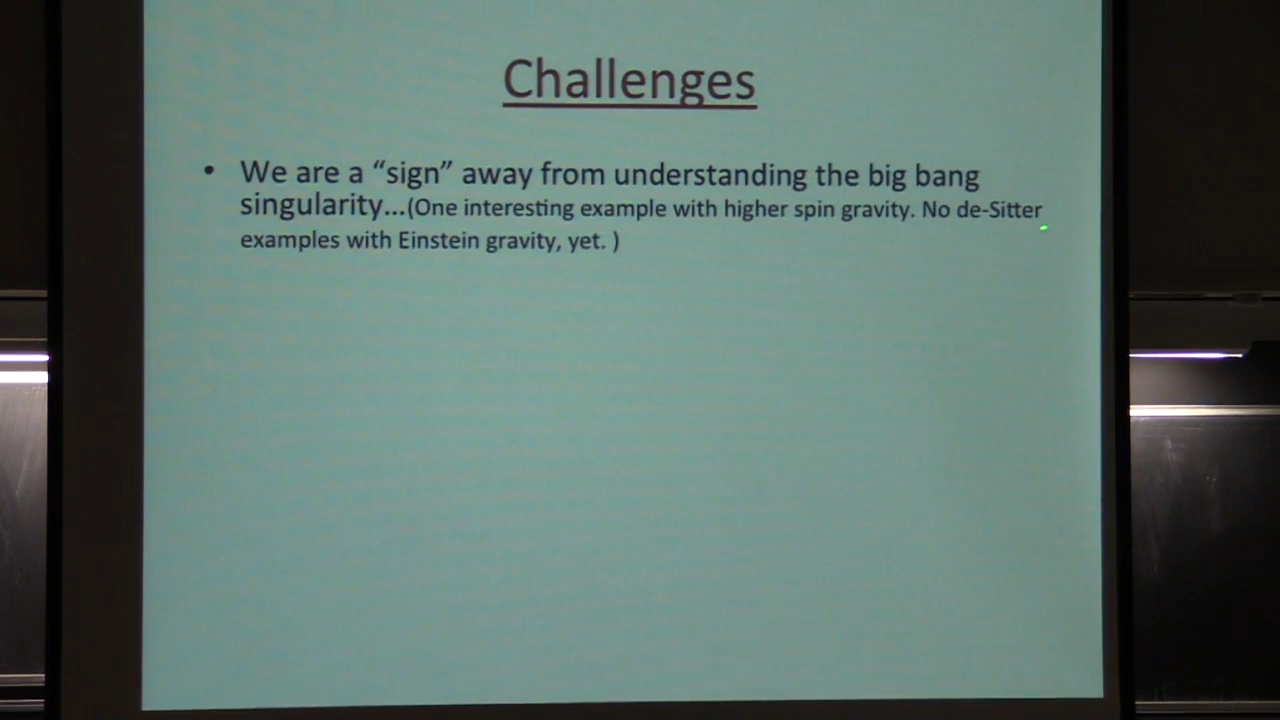 Challenges
• We are a “sign” away from understanding the big bang
singularity...(One interesting example with higher spin gravity. No de-Sitter
examples with Einstein gravity, yet. )